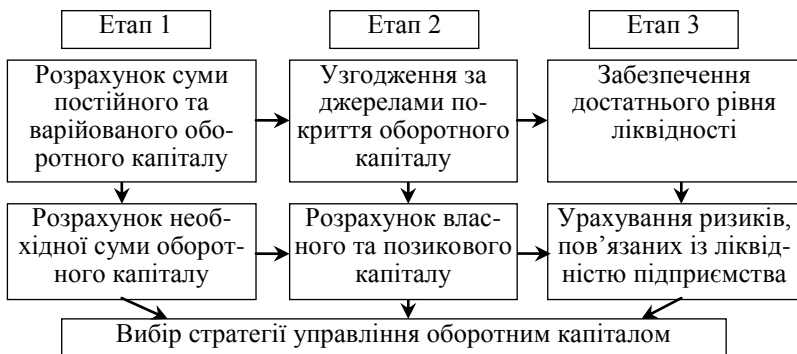 Етап 1
Етап 2
Етап 3
Розрахунок суми
постійного та
варійованого обо-
ротного капіталу
Узгодження за
джерелами по-
криття оборотного
капіталу
Забезпечення
достатнього рівня
ліквідності
Розрахунок необ-
хідної суми оборот-
ного капіталу
Розрахунок влас-
ного та позикового
капіталу
Урахування ризиків,
пов’язаних із ліквід-
ністю підприємства
Вибір стратегії управління оборотним капіталом